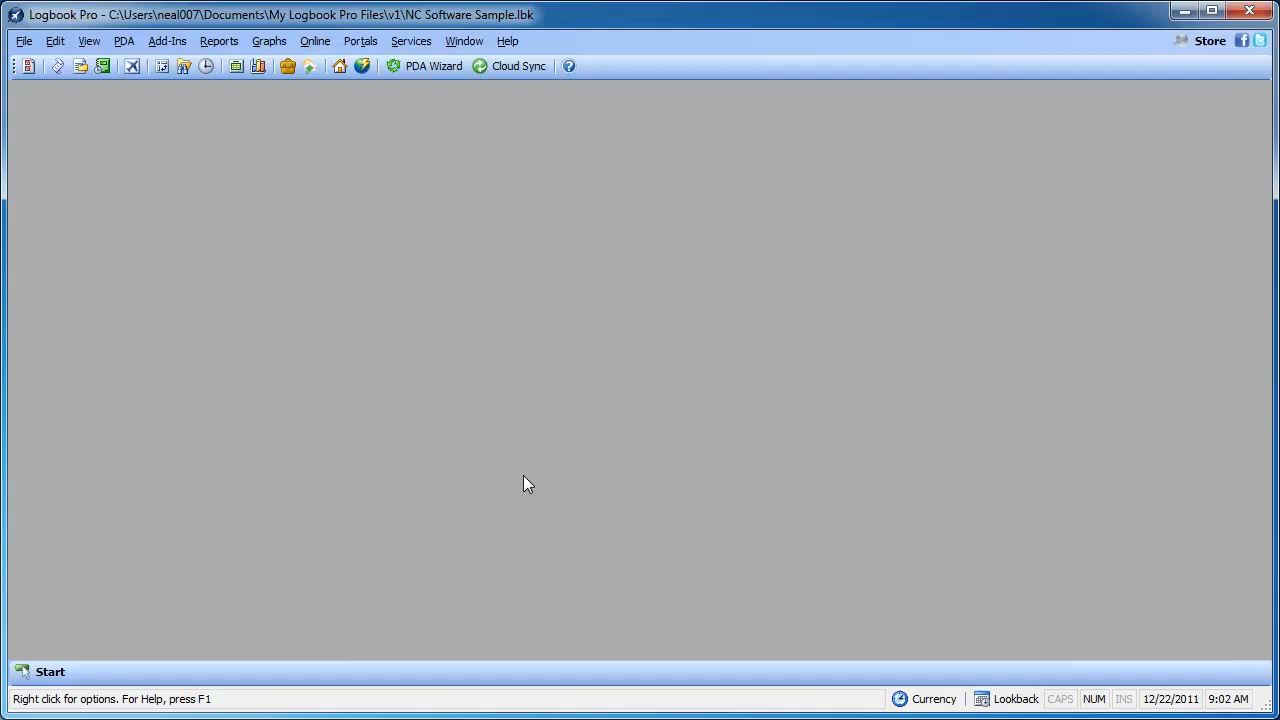 Logbook Pro - C:\Users\neal007\Documents\My Logbook Pro Files\v1\NC Software Sample.lbk
File Edit View PDA Add-Ins Reports Graphs Online Portals Services Window Help Store
PDA Wizard Cloud Sync
Start
Right click for options. For Help, press F1 Currency Lookback CAPS NUM INS 12/22/2011 9:02 AM